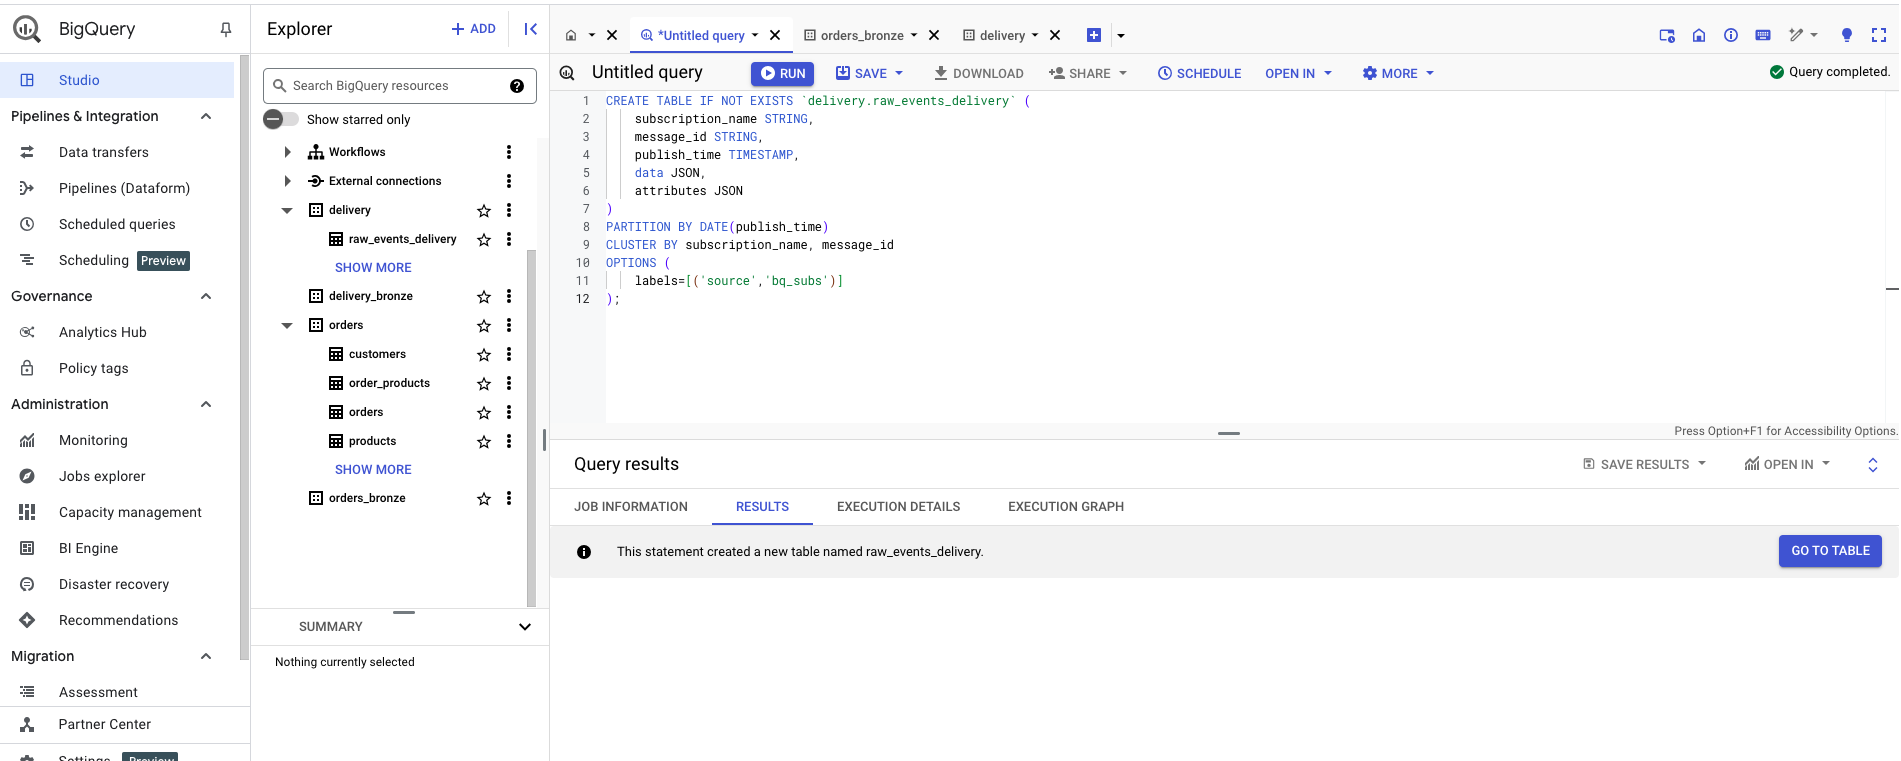 BigQuery
Studio
Pipelines & Integration
Data transfers
Pipelines (Dataform)
Scheduled queries
Scheduling Preview
Governance
Analytics Hub
Policy tags
Administration
Monitoring
Jobs explorer
Capacity management
BI Engine
Disaster recovery
Recommendations
Migration
Assessment
Partner Center
Settings Preview
Explorer
ADD
Search BigQuery resources
Show starred only
Workflows
External connections
delivery
raw_events_delivery
SHOW MORE
delivery_bronze
orders
customers
order_products
orders
products
SHOW MORE
orders_bronze
SUMMARY
Nothing currently selected
*Untitled query
orders_bronze
delivery
Untitled query
RUN
SAVE
DOWNLOAD
SHARE
SCHEDULE
OPEN IN
MORE
Query completed.
1 CREATE TABLE IF NOT EXISTS `delivery.raw_events_delivery` (
2 subscription_name STRING,
3 message_id STRING,
4 publish_time TIMESTAMP,
5 data JSON,
6 attributes JSON
7 )
8 PARTITION BY DATE(publish_time)
9 CLUSTER BY subscription_name, message_id
10 OPTIONS (
11 labels=[('source','bq_subs')]
12 );
Press Option+F1 for Accessibility Options.
Query results
SAVE RESULTS
OPEN IN
JOB INFORMATION
RESULTS
EXECUTION DETAILS
EXECUTION GRAPH
This statement created a new table named raw_events_delivery.
GO TO TABLE